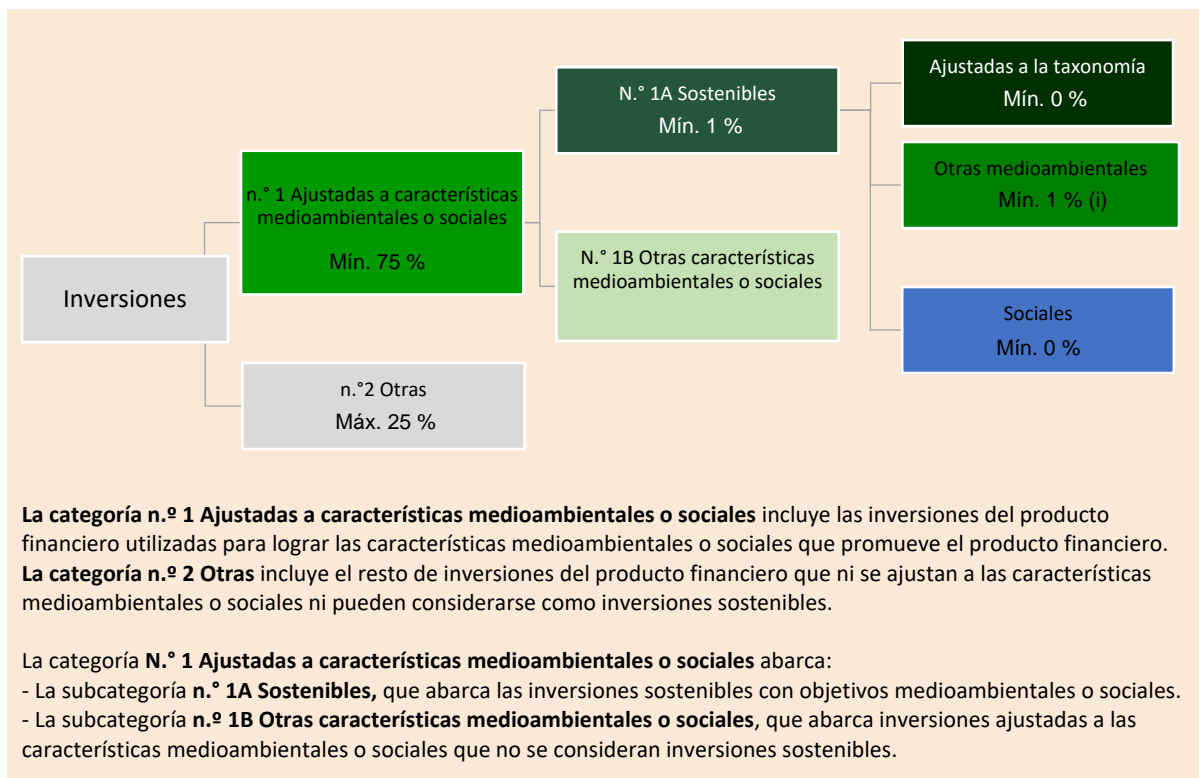 Inversiones
n.° 1 Ajustadas a características
medioambientales o sociales
Mín. 75 %
n.°2 Otras
Máx. 25 %
N.° 1A Sostenibles
Mín. 1 %
N.° 1B Otras características
medioambientales o sociales
Ajustadas a la taxonomía
Mín. 0 %
Otras medioambientales
Mín. 1 % (i)
Sociales
Mín. 0 %
La categoría n.º 1 Ajustadas a características medioambientales o sociales incluye las inversiones del producto
financiero utilizadas para lograr las características medioambientales o sociales que promueve el producto financiero.
La categoría n.º 2 Otras incluye el resto de inversiones del producto financiero que ni se ajustan a las características
medioambientales o sociales ni pueden considerarse como inversiones sostenibles.
La categoría N.° 1 Ajustadas a características medioambientales o sociales abarca:
- La subcategoría n.° 1A Sostenibles, que abarca las inversiones sostenibles con objetivos medioambientales o sociales.
- La subcategoría n.º 1B Otras características medioambientales o sociales, que abarca inversiones ajustadas a las
características medioambientales o sociales que no se consideran inversiones sostenibles.